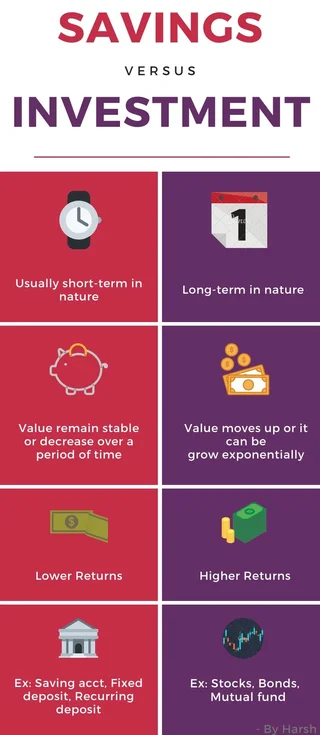 SAVINGS
VERSUS
INVESTMENT
Usually short-term in
nature
1
Long-term in nature
Value remain stable
or decrease over a
period of time
Value moves up or it
can be
grow exponentially
Lower Returns
Higher Returns
Ex: Saving acct, Fixed
deposit, Recurring
deposit
Ex: Stocks, Bonds,
Mutual fund
- By Harsh